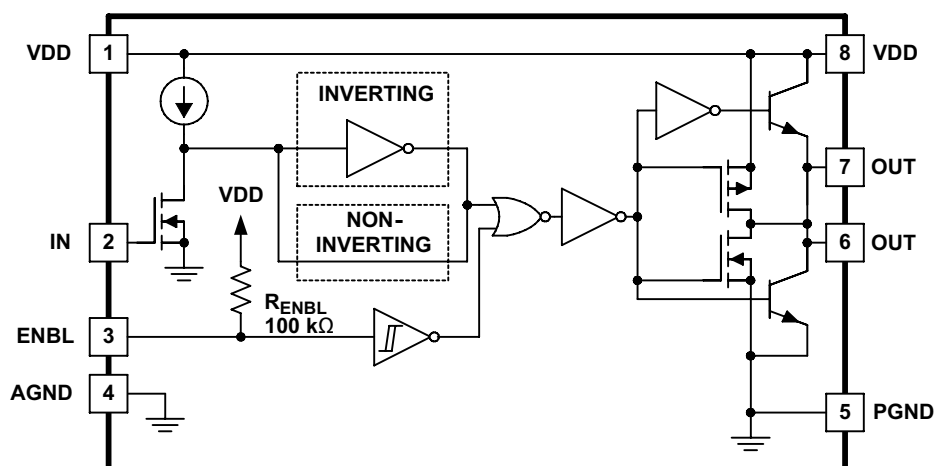 VDD 1
8 VDD
INVERTING
VDD
7 OUT
IN 2
NON-
INVERTING
6 OUT
RENBL
100 kΩ
ENBL 3
AGND 4
5 PGND